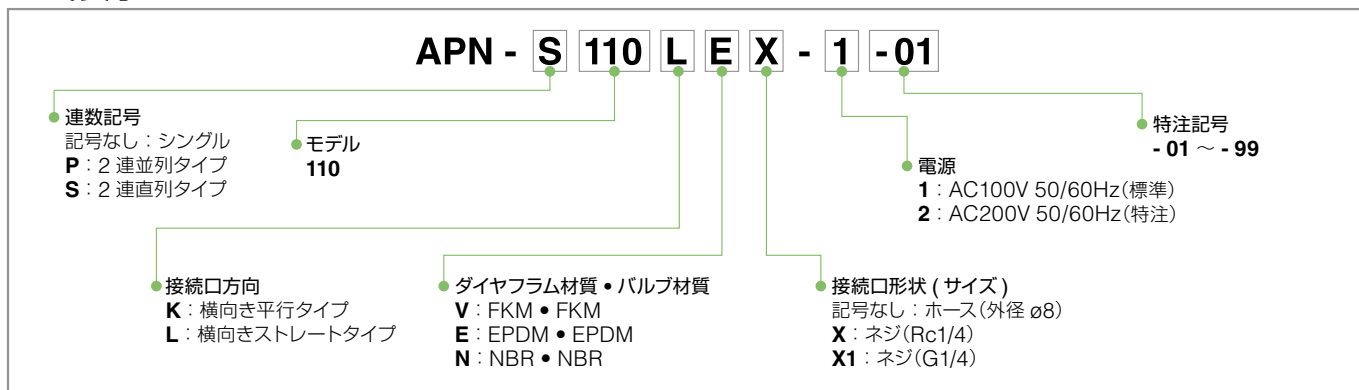 APN - S 110 L E X - 1 - 01
連数記号
記号なし：シングル
P：2 連並列タイプ
S：2 連直列タイプ
モデル
110
特注記号
- 01 ～ - 99
電源
1：AC100V 50/60Hz（標準）
2：AC200V 50/60Hz（特注）
接続口方向
K：横向き平行タイプ
L：横向きストレートタイプ
ダイヤフラム材質 • バルブ材質
V：FKM • FKM
E：EPDM • EPDM
N：NBR • NBR
接続口形状 ( サイズ )
記号なし：ホース（外径 ø8）
X：ネジ（Rc1/4）
X1：ネジ（G1/4）